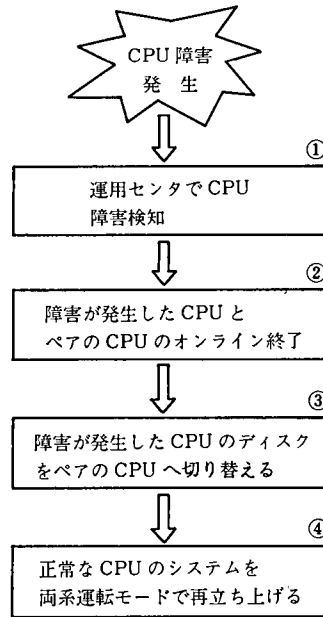 CPU 障害
発 生
①
運用センタで CPU
障害検知
②
障害が発生した CPU と
ペアの CPU のオンライン終了
③
障害が発生した CPU のディスク
をペアの CPU へ切り替える
④
正常な CPU のシステムを
両系運転モードで再立ち上げる